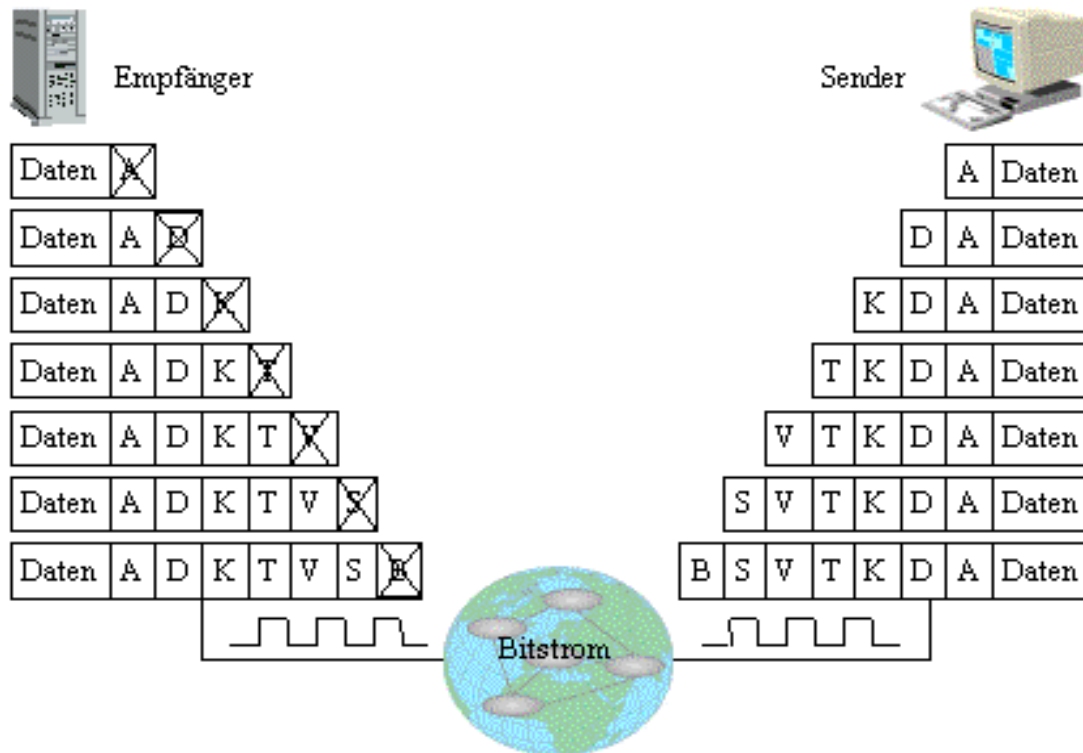 Empfänger
Sender
Daten A
A Daten
Daten A D
D A Daten
Daten A D K
K D A Daten
Daten A D K T
T K D A Daten
Daten A D K T V
V T K D A Daten
Daten A D K T V S
S V T K D A Daten
Daten A D K T V S B
B S V T K D A Daten
Bitstrom